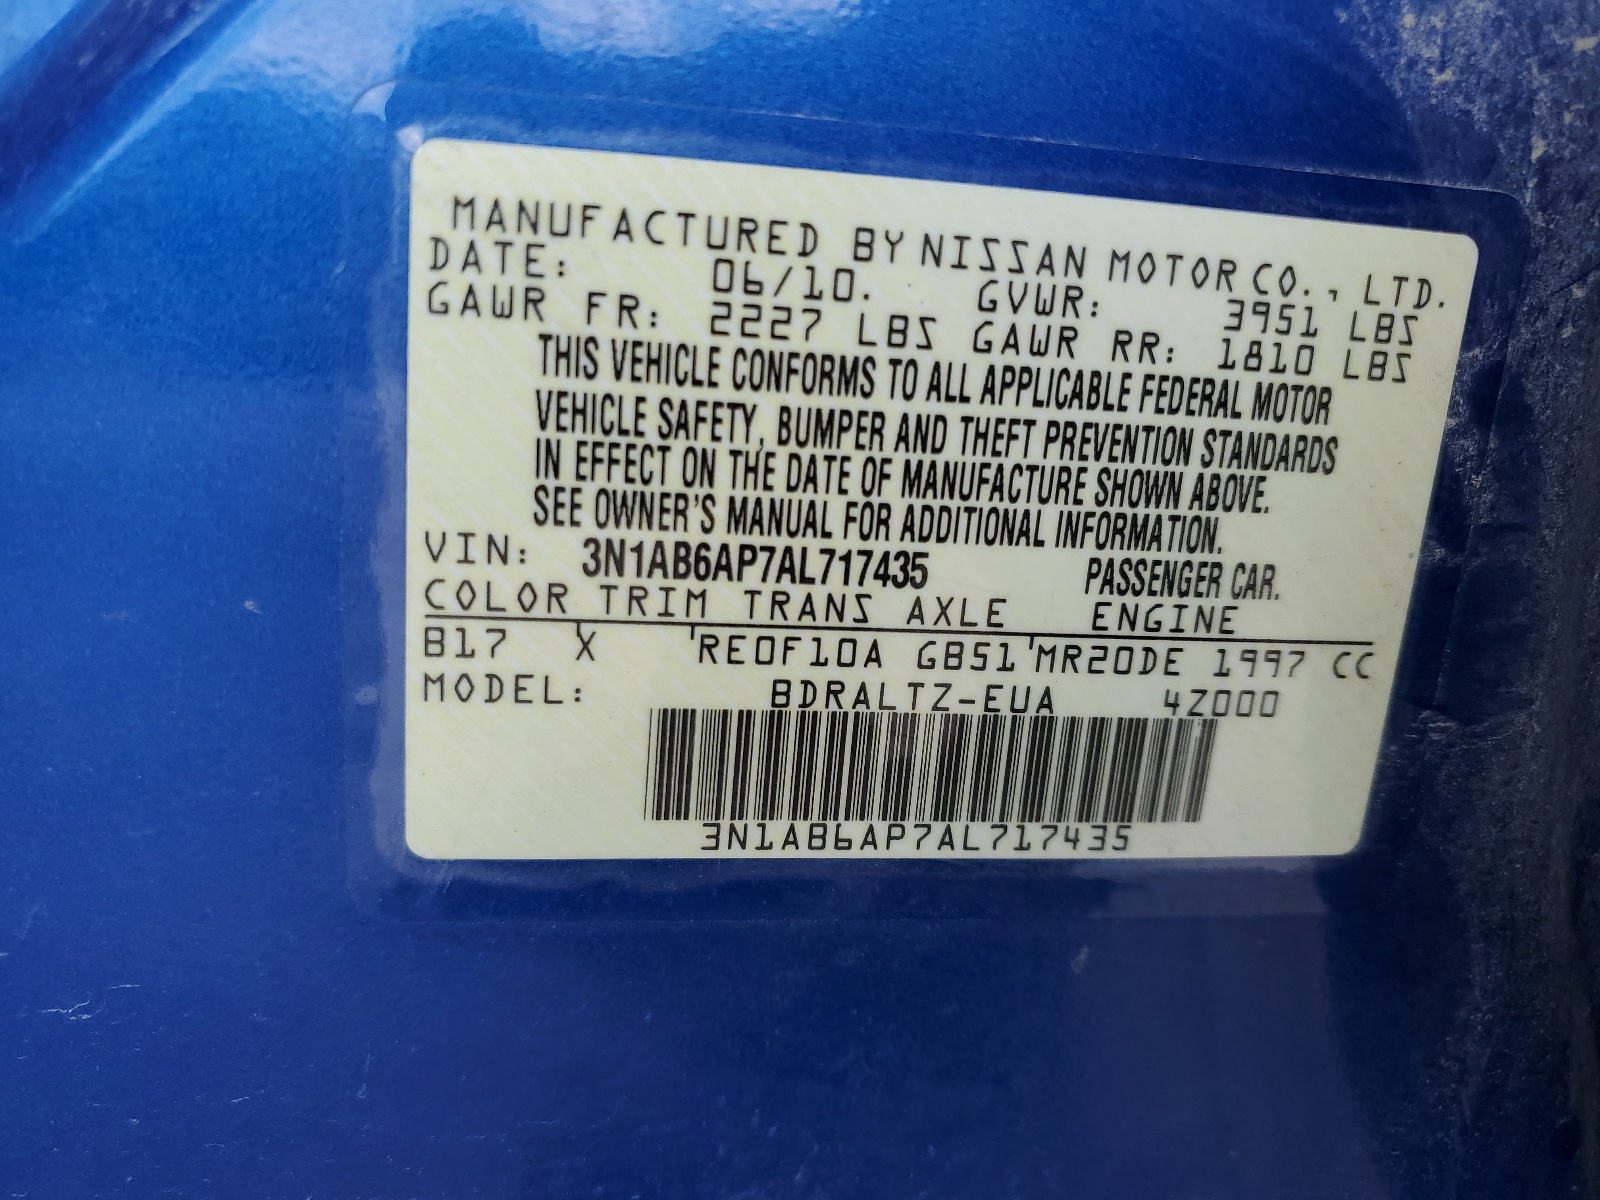 MANUFACTURED BY NISSAN MOTOR CO., LTD.
DATE: 06/10. GVWR: 3951 LBS
GAWR FR: 2227 LBS GAWR RR: 1810 LBS
THIS VEHICLE CONFORMS TO ALL APPLICABLE FEDERAL MOTOR
VEHICLE SAFETY, BUMPER AND THEFT PREVENTION STANDARDS
IN EFFECT ON THE DATE OF MANUFACTURE SHOWN ABOVE.
SEE OWNER'S MANUAL FOR ADDITIONAL INFORMATION.
VIN: 3N1AB6AP7AL717435 PASSENGER CAR.
COLOR TRIM TRANS AXLE ENGINE
B17 X RE0F10A GB51 MR20DE 1997 CC
MODEL: BDRALTZ-EUA 4Z000
3N1AB6AP7AL717435